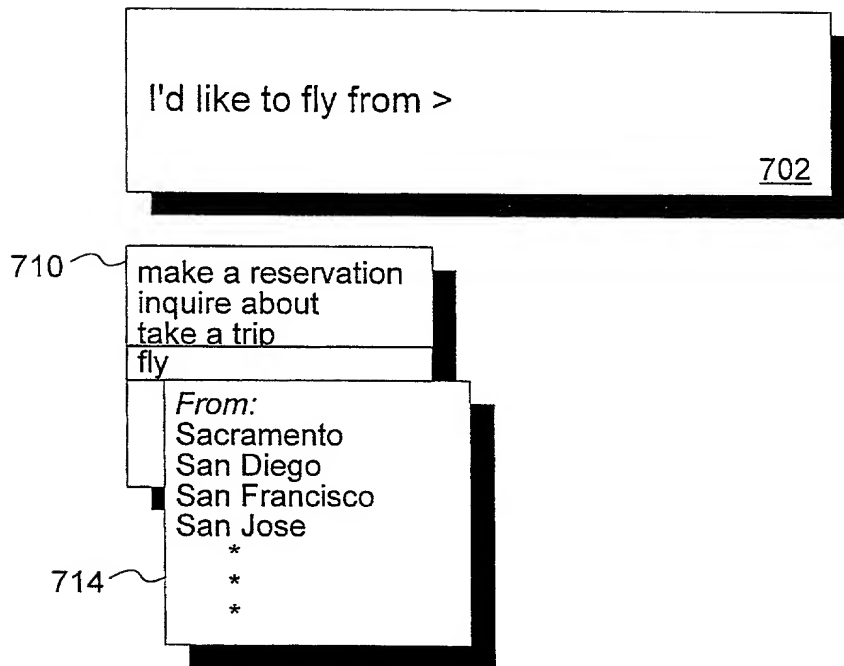 I'd like to fly from >
702
710
make a reservation
inquire about
take a trip
fly
From:
Sacramento
San Diego
San Francisco
San Jose
*
714
*
*